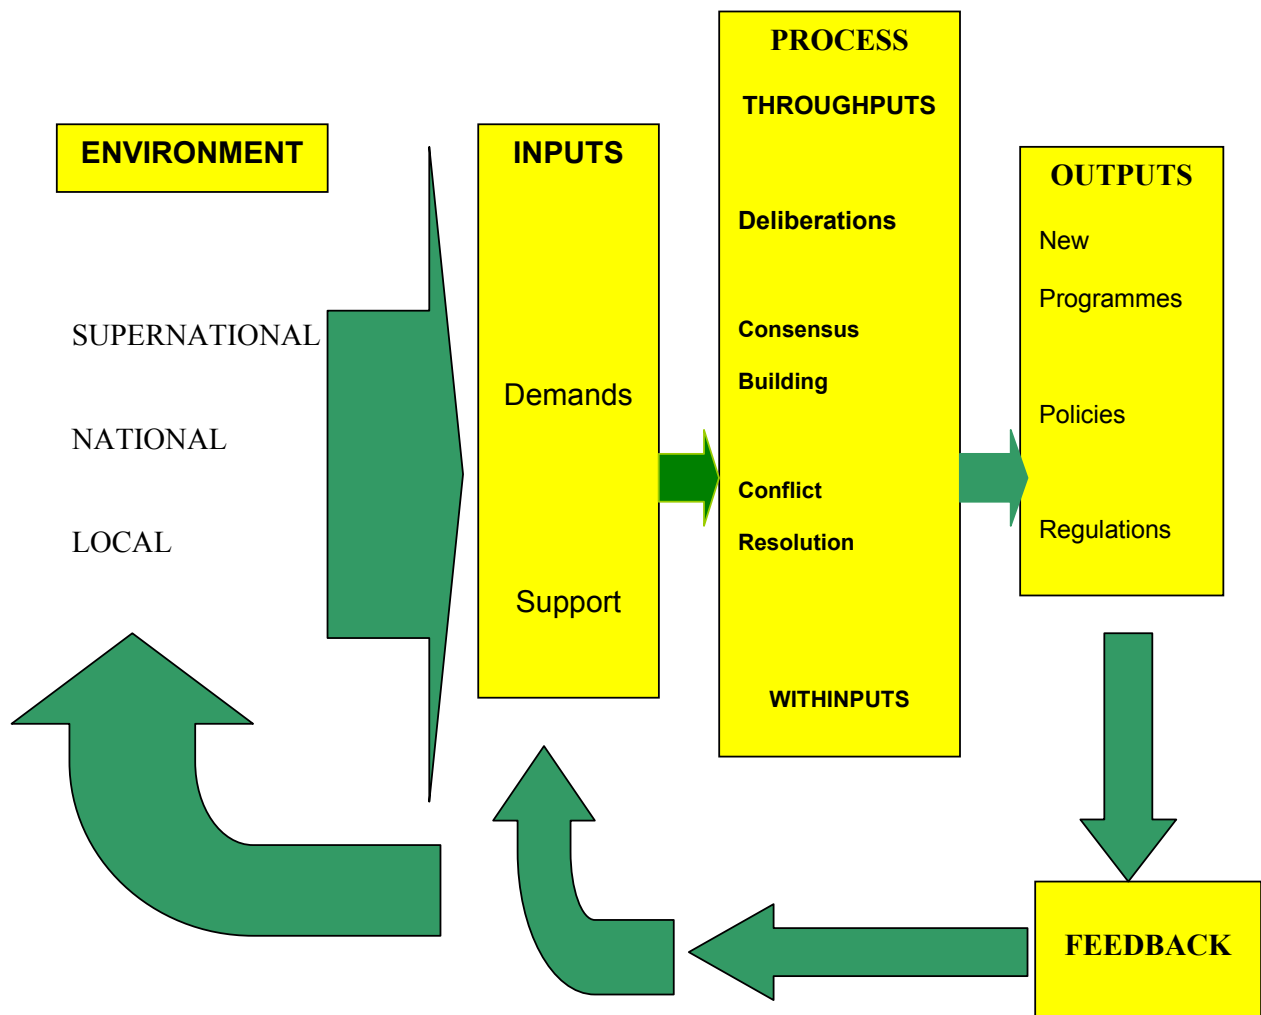 ENVIRONMENT
SUPERNATIONAL
NATIONAL
LOCAL
INPUTS
Demands
Support
PROCESS
THROUGHPUTS
Deliberations
Consensus
Building
Conflict
Resolution
WITHINPUTS
OUTPUTS
New
Programmes
Policies
Regulations
FEEDBACK